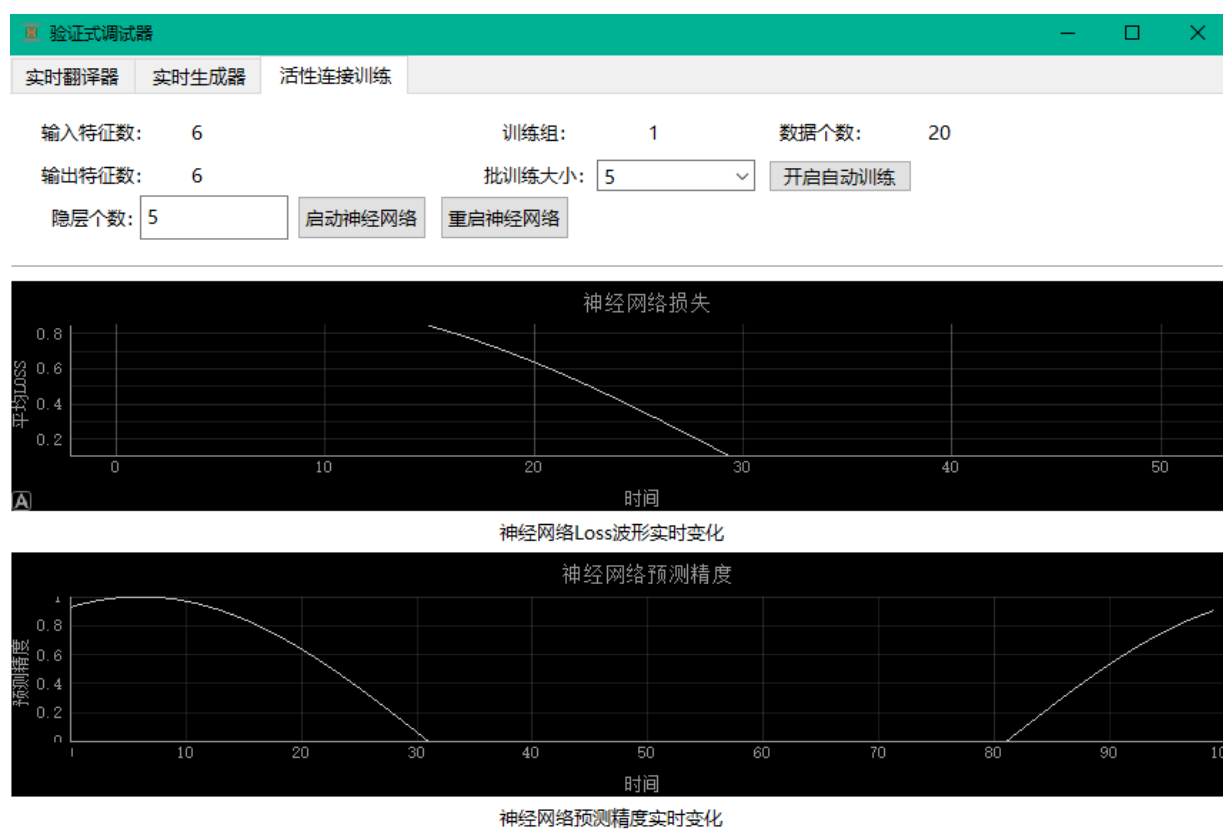 验证式调试器
实时翻译器 实时生成器 活性连接训练
输入特征数: 6 训练组: 1 数据个数: 20
输出特征数: 6 批训练大小: 5 开启自动训练
隐层个数: 5 启动神经网络 重启神经网络
神经网络损失
0.8
0.6
0.4
0.2
平均LOSS
0 10 20 30 40 50
时间
A
神经网络Loss波形实时变化
神经网络预测精度
1
0.8
0.6
0.4
0.2
0
预测精度
10 20 30 40 50 60 70 80 90
时间
神经网络预测精度实时变化